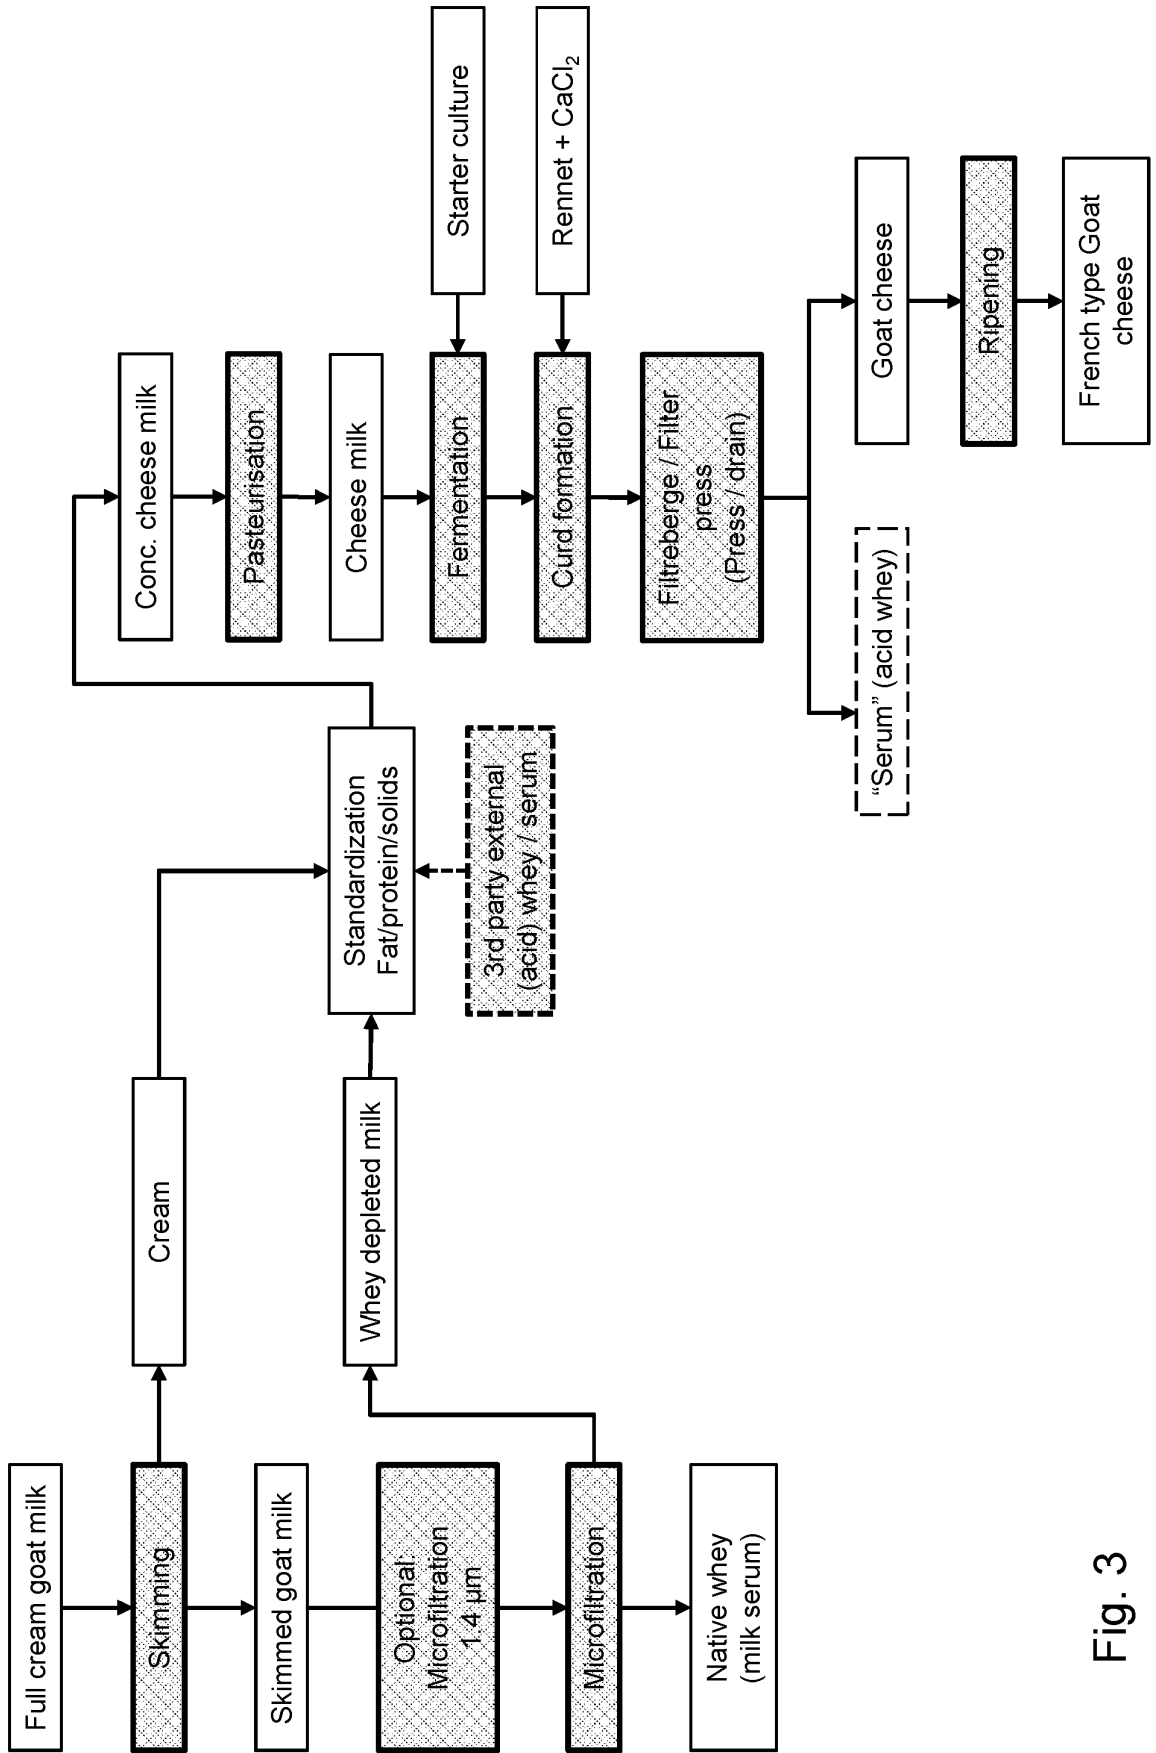 Full cream goat milk
Skimming
Skimmed goat milk
Optional
Microfiltration
1.4 µm
Microfiltration
Native whey
(milk serum)
Cream
Whey depleted milk
Standardization
Fat/protein/solids
3rd party external
(acid) whey / serum
Conc. cheese milk
Pasteurisation
Cheese milk
Fermentation
Curd formation
Filtreberge / Filter
press
(Press / drain)
Starter culture
Rennet + CaCl₂
“Serum” (acid whey)
Goat cheese
Ripening
French type Goat
cheese
Fig. 3